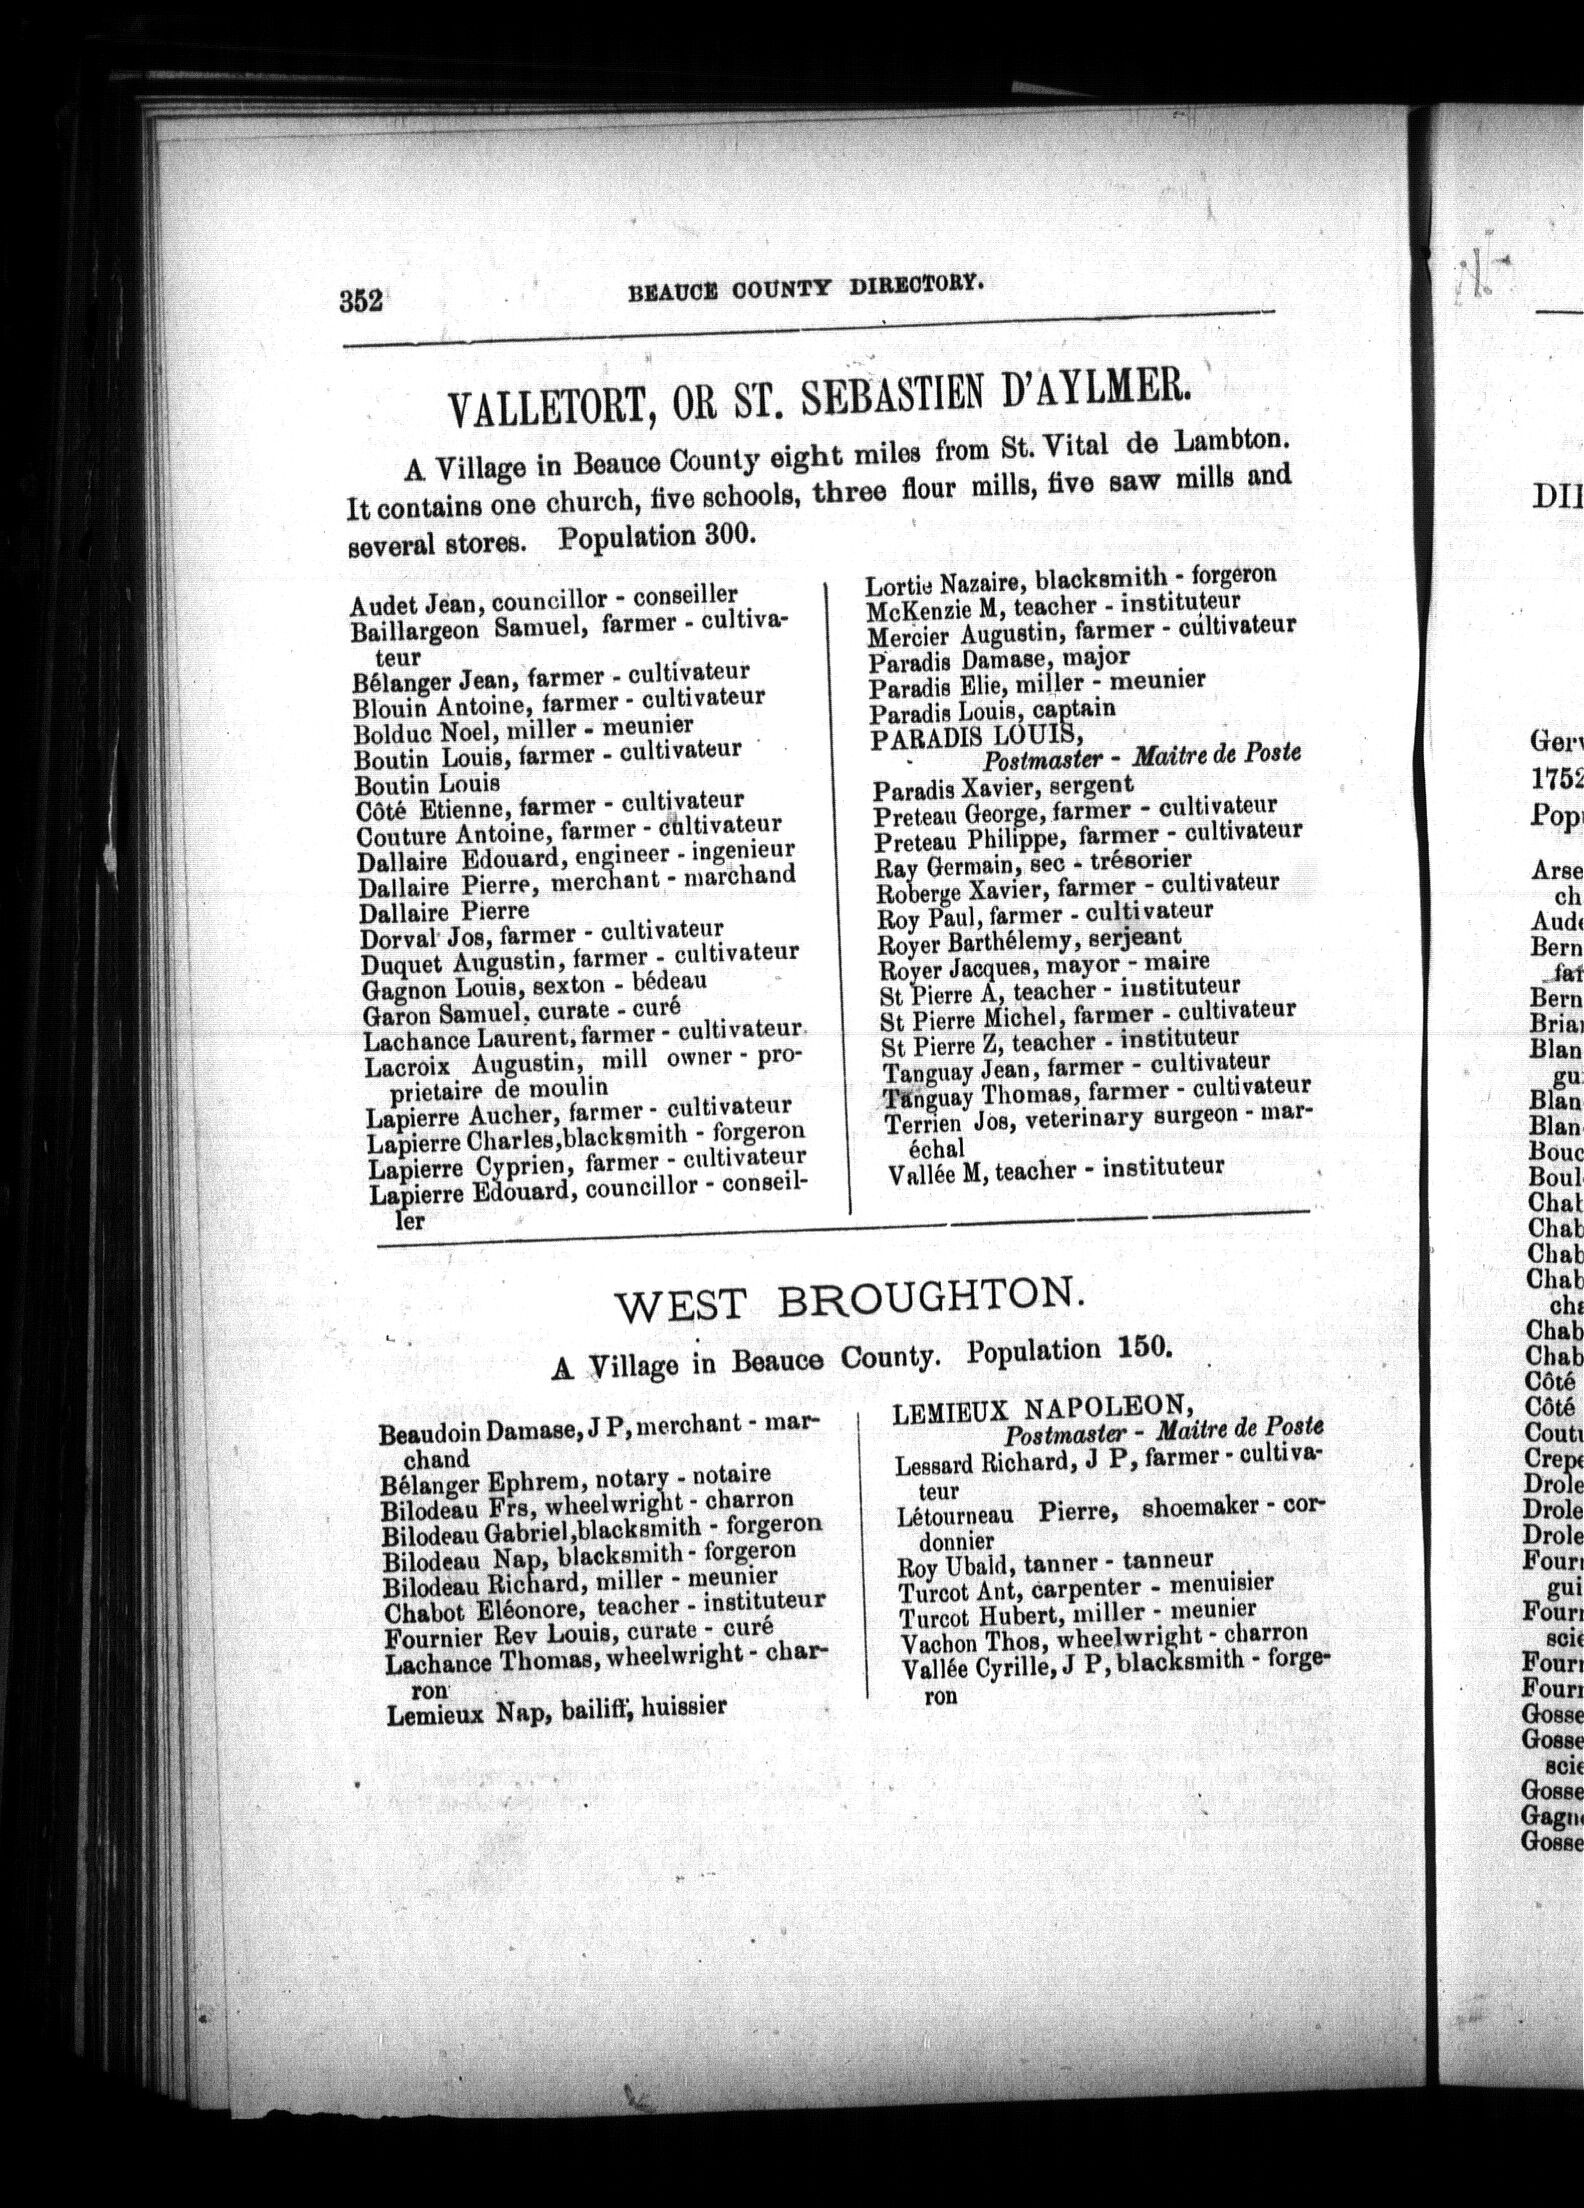 352
BEAUCE COUNTY DIRECTORY.
VALLETORT, OR ST. SEBASTIEN D'AYLMER.
A Village in Beauce County eight miles from St. Vital de Lambton.
It contains one church, five schools, three flour mills, five saw mills and
several stores. Population 300.
Audet Jean, councillor - conseiller
Baillargeon Samuel, farmer - cultiva-
teur
Bélanger Jean, farmer - cultivateur
Blouin Antoine, farmer - cultivateur
Bolduc Noel, miller - meunier
Boutin Louis, farmer - cultivateur
Boutin Louis
Côté Etienne, farmer - cultivateur
Couture Antoine, farmer - cultivateur
Dallaire Edouard, engineer - ingenieur
Dallaire Pierre, merchant - marchand
Dallaire Pierre
Dorval Jos, farmer - cultivateur
Duquet Augustin, farmer - cultivateur
Gagnon Louis, sexton - bédeau
Garon Samuel, curate - curé
Lachance Laurent, farmer - cultivateur
Lacroix Augustin, mill owner - pro-
prietaire de moulin
Lapierre Aucher, farmer - cultivateur
Lapierre Charles, blacksmith - forgeron
Lapierre Cyprien, farmer - cultivateur
Lapierre Edouard, councillor - conseil-
ler
Lortie Nazaire, blacksmith - forgeron
McKenzie M, teacher - instituteur
Mercier Augustin, farmer - cultivateur
Paradis Damase, major
Paradis Elie, miller - meunier
Paradis Louis, captain
PARADIS LOUIS,
Postmaster - Maitre de Poste
Paradis Xavier, sergent
Preteau George, farmer - cultivateur
Preteau Philippe, farmer - cultivateur
Ray Germain, sec - trésorier
Roberge Xavier, farmer - cultivateur
Roy Paul, farmer - cultivateur
Royer Barthélemy, serjeant
Royer Jacques, mayor - maire
St Pierre A, teacher - instituteur
St Pierre Michel, farmer - cultivateur
St Pierre Z, teacher - instituteur
Tanguay Jean, farmer - cultivateur
Tanguay Thomas, farmer - cultivateur
Terrien Jos, veterinary surgeon - mar-
échal
Vallée M, teacher - instituteur
WEST BROUGHTON.
A Village in Beauce County. Population 150.
Beaudoin Damase, J P, merchant - mar-
chand
Bélanger Ephrem, notary - notaire
Bilodeau Frs, wheelwright - charron
Bilodeau Gabriel, blacksmith - forgeron
Bilodeau Nap, blacksmith - forgeron
Bilodeau Richard, miller - meunier
Chabot Eléonore, teacher - instituteur
Fournier Rev Louis, curate - curé
Lachance Thomas, wheelwright - char-
ron
Lemieux Nap, bailiff, huissier
LEMIEUX NAPOLEON,
Postmaster - Maitre de Poste
Lessard Richard, J P, farmer - cultiva-
teur
Létourneau Pierre, shoemaker - cor-
donnier
Roy Ubald, tanner - tanneur
Turcot Ant, carpenter - menuisier
Turcot Hubert, miller - meunier
Vachon Thos, wheelwright - charron
Vallée Cyrille, J P, blacksmith - forge-
ron
1752
Côté
Côté